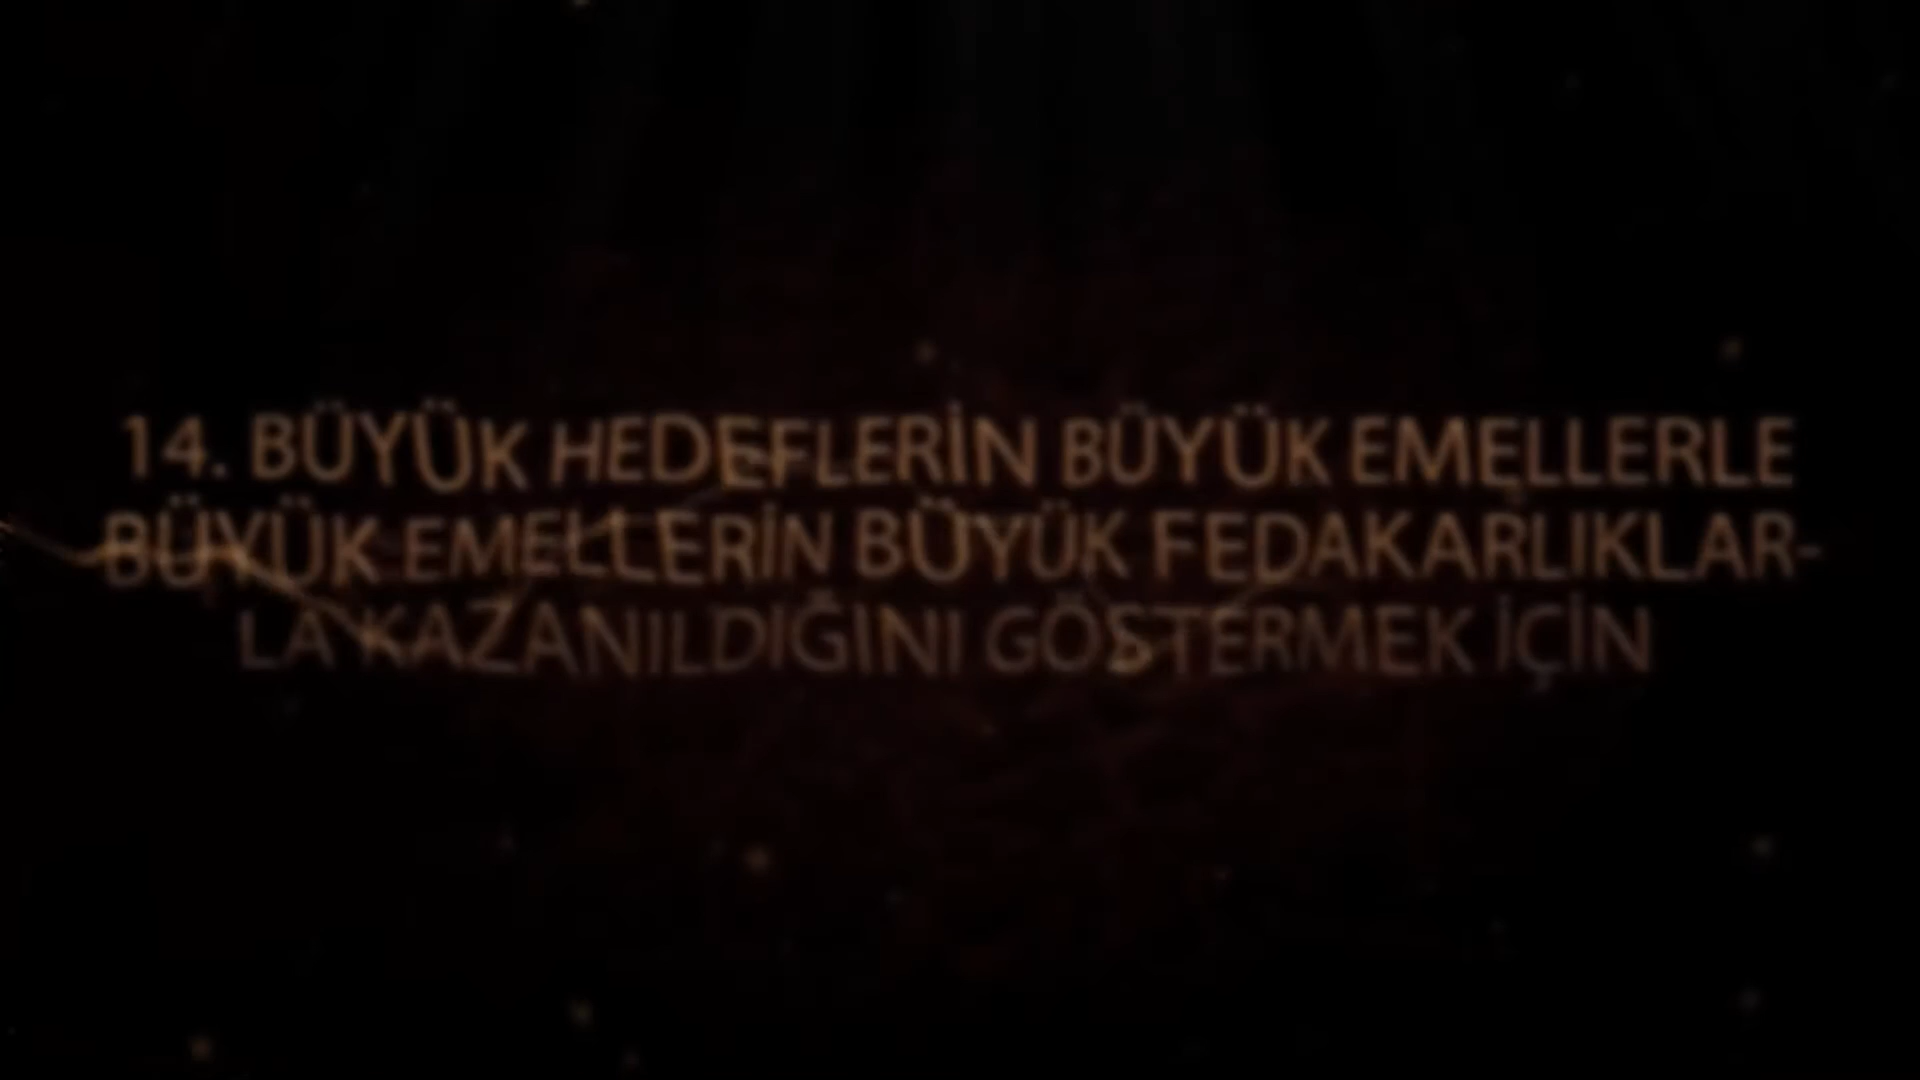 14. BÜYÜK HEDEFLERİN BÜYÜK EMELLERLE
BÜYÜK EMELLERİN BÜYÜK FEDAKARLIKLAR-
LA KAZANILDIĞINI GÖSTERMEK İÇİN